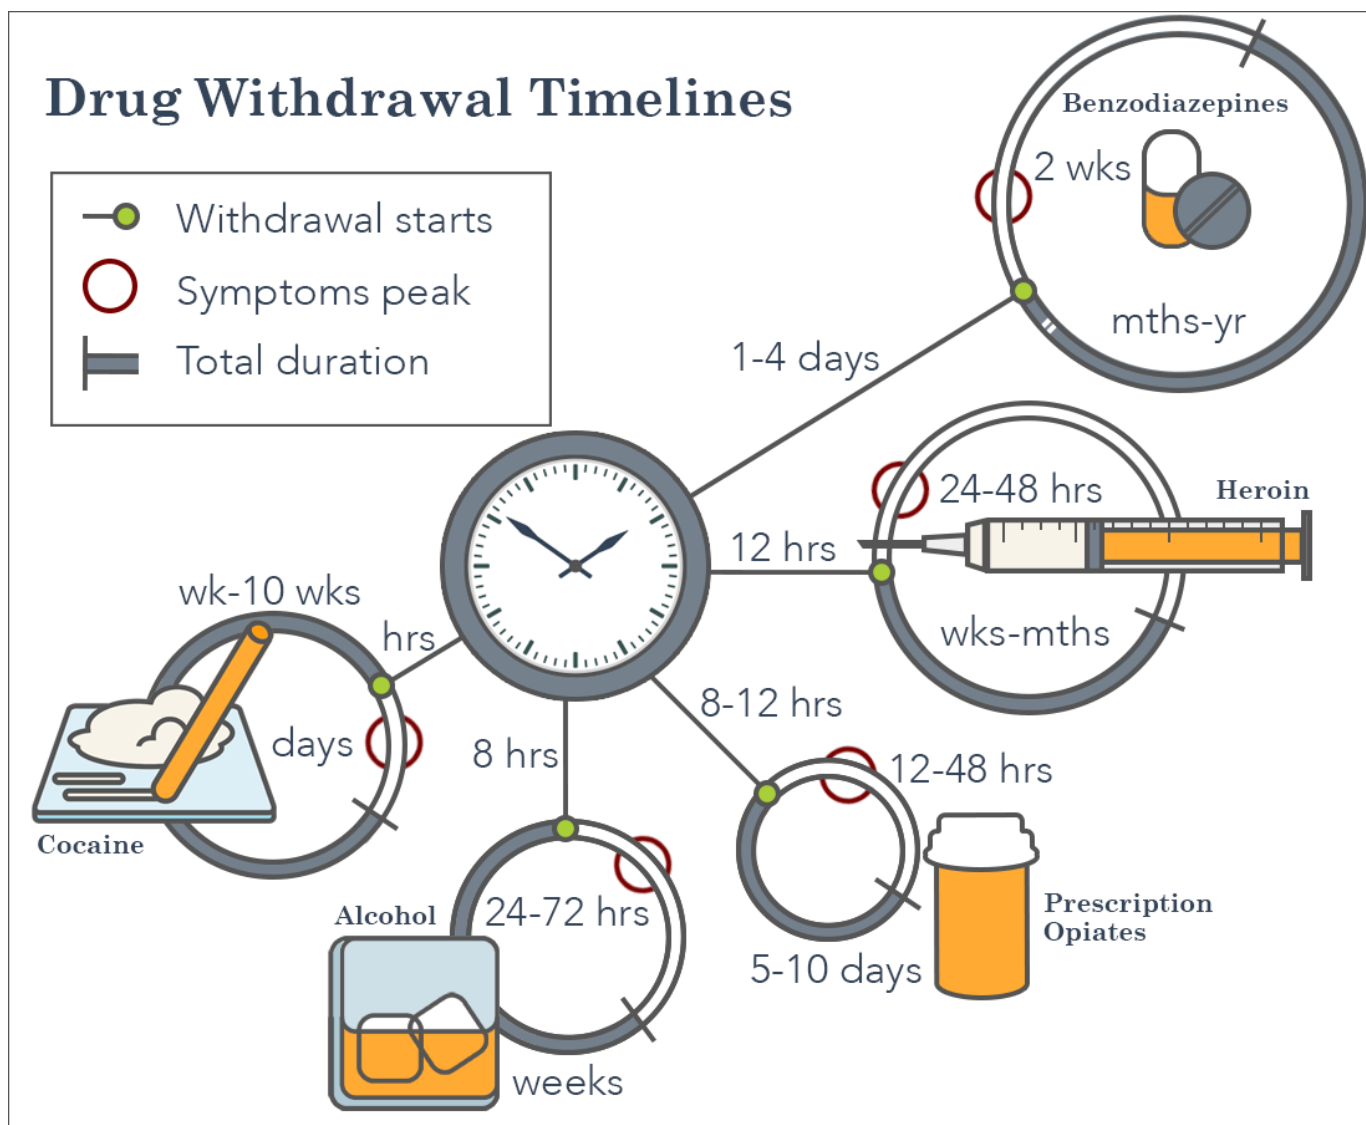 Drug Withdrawal Timelines
Withdrawal starts
Symptoms peak
Total duration
Benzodiazepines
2 wks
mths-yr
1-4 days
24-48 hrs
Heroin
12 hrs
wks-mths
wk-10 wks
hrs
days
Cocaine
8 hrs
24-72 hrs
Alcohol
weeks
8-12 hrs
12-48 hrs
Prescription
Opiates
5-10 days